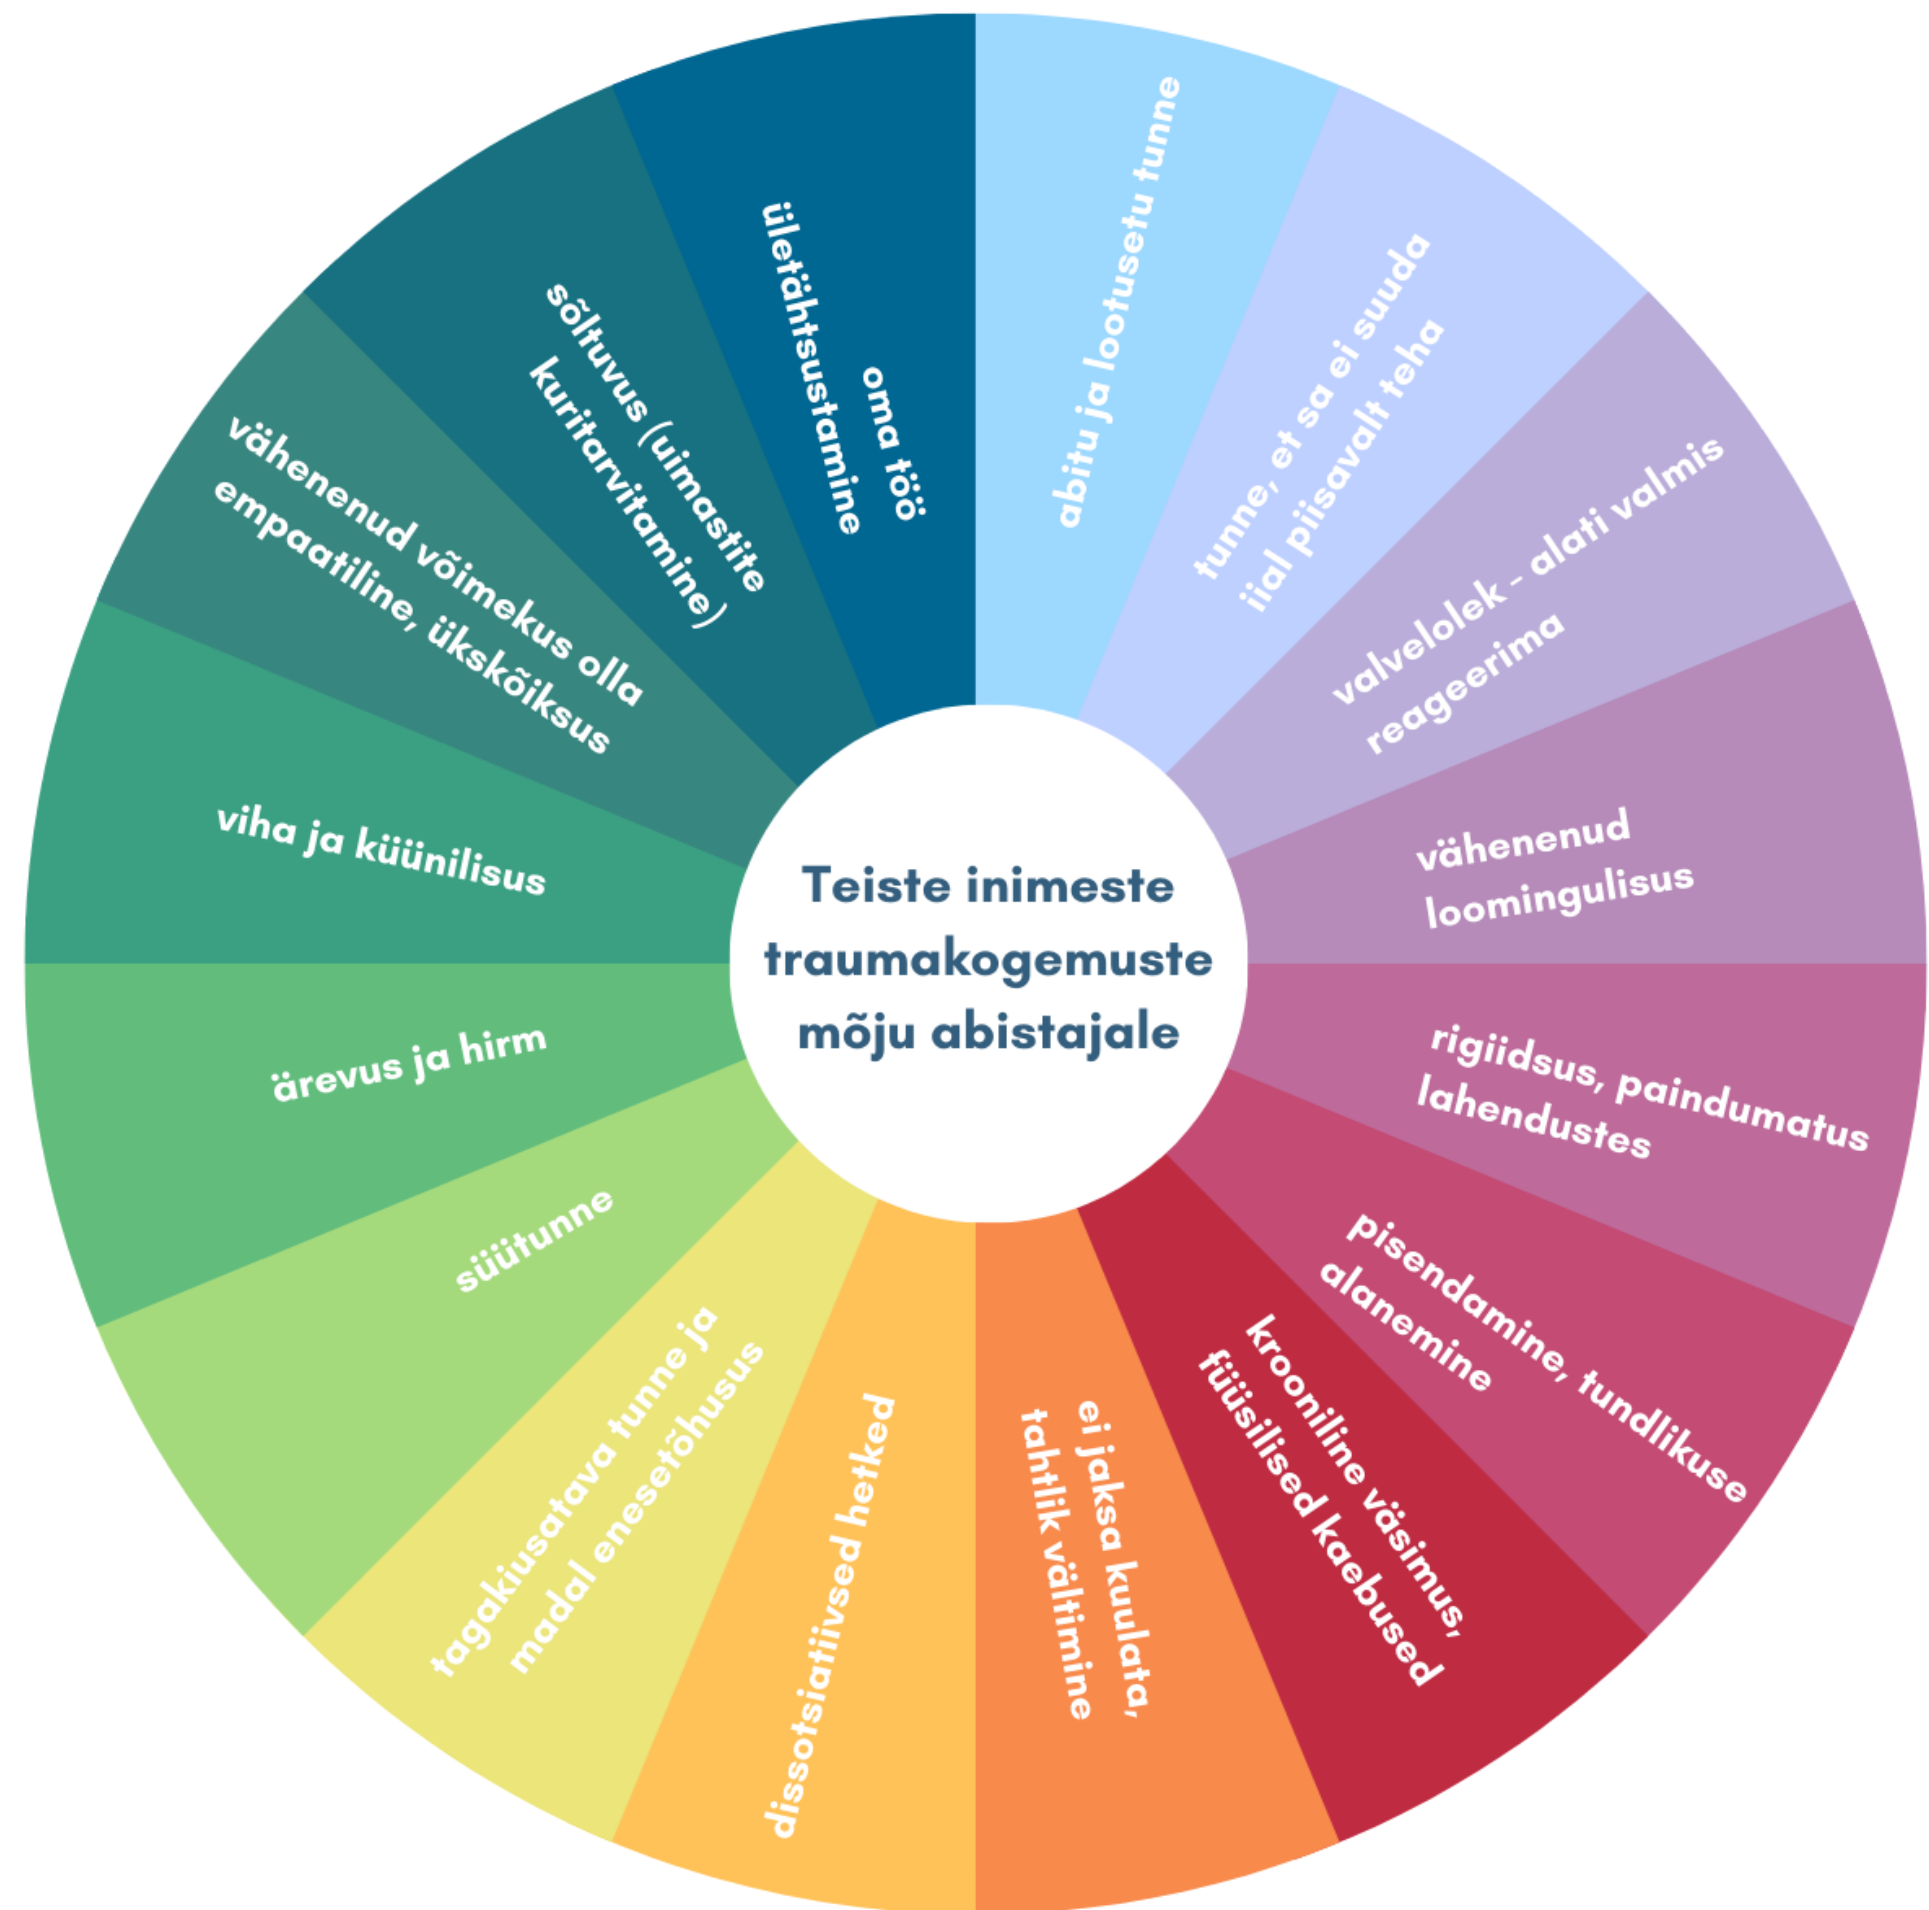 Teiste inimeste
traumakogemuste
mõju abistajale
abitu ja lootusetu tunne
tunne, et sa ei suuda
iial piisavalt teha
valvelolek - alati valmis
reageerima
vähenenud
loomingulisus
rigiidsus, paindumatus
lahendustes
pisendamine, tundlikuse
alanemine
krooniline väsimus,
füüsilised kaebused
ei jaksa kuulata,
tahtlik vältimine
dissotsiatiivsed hetked
tagakiusatava tunne ja
madal enesetõhusus
süütunne
ärevus ja hirm
viha ja küünilisus
vähenenud võimekus olla
empaatiline, ükskõiksus
sõltuvus (uimastite
kuritarvitamine)
oma töö
ületähtsustamine